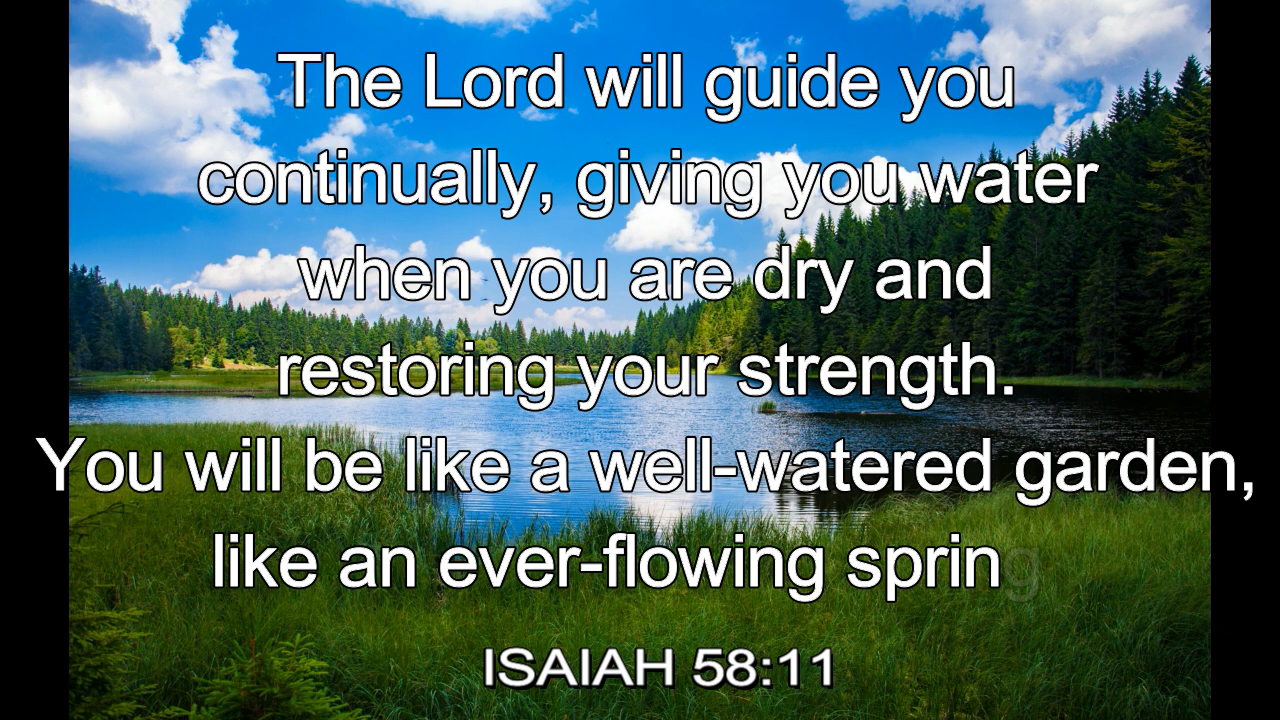 The Lord will guide you
continually, giving you water
when you are dry and
restoring your strength.
You will be like a well-watered garden,
like an ever-flowing spring
ISAIAH 58:11